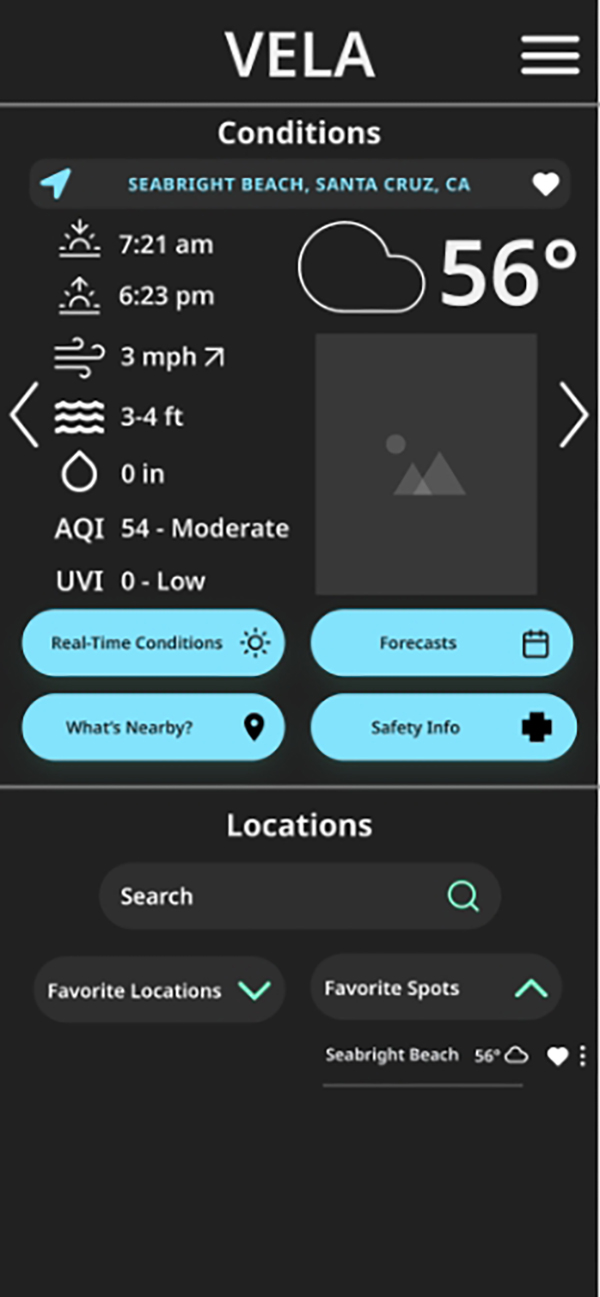 VELA
Conditions
SEABRIGHT BEACH, SANTA CRUZ, CA
7:21 am
56°
6:23 pm
3 mph
3-4 ft
0 in
AQI 54 - Moderate
UVI 0 - Low
Real-Time Conditions
Forecasts
What's Nearby?
Safety Info
Locations
Search
Favorite Locations
Favorite Spots
Seabright Beach 56°